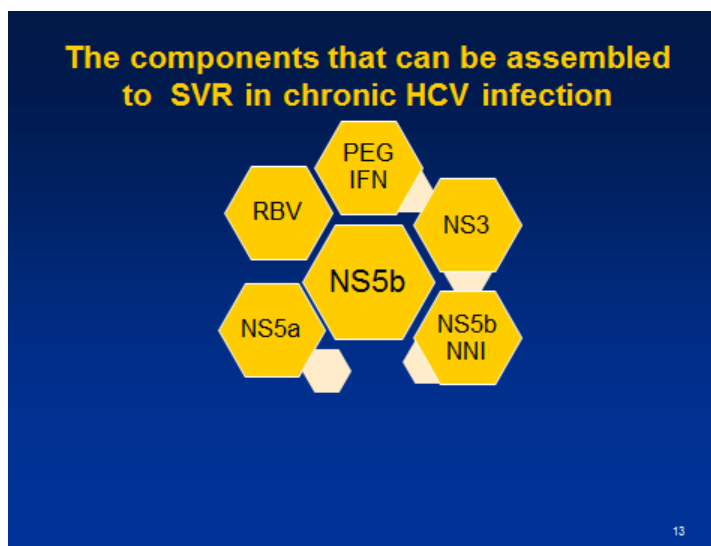 The components that can be assembled
to SVR in chronic HCV infection
PEG
IFN
RBV
NS3
NS5b
NS5a
NS5b
NNI
13